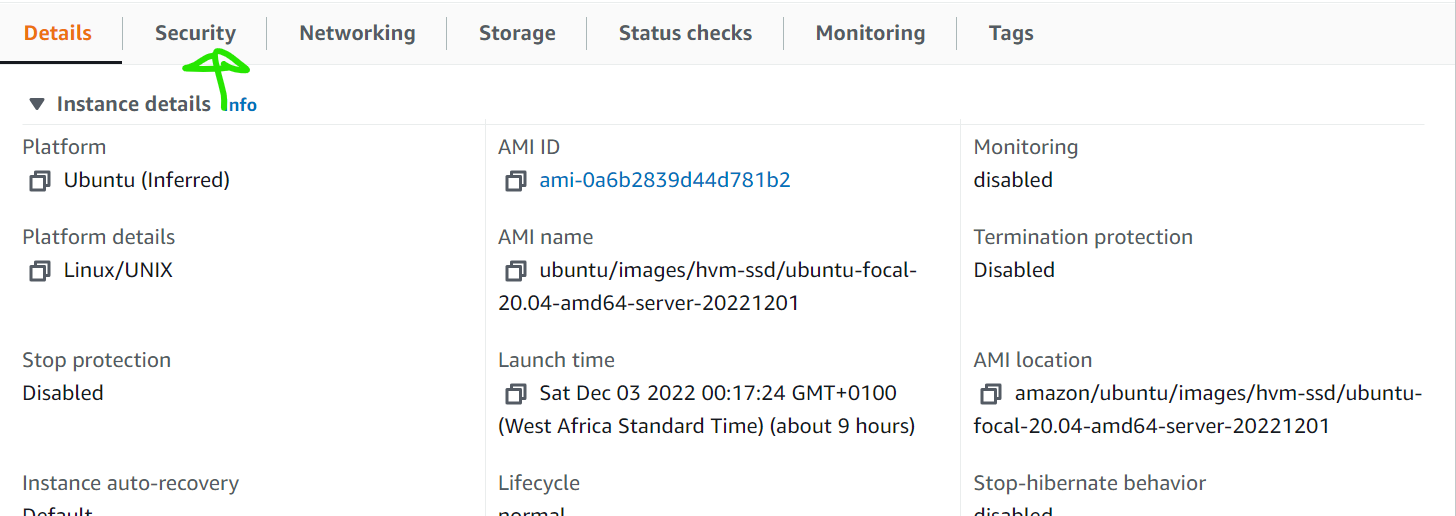 Details Security Networking Storage Status checks Monitoring Tags
Instance details
Platform
Ubuntu (Inferred)
AMI ID
ami-0a6b2839d44d781b2
Monitoring
disabled
Platform details
Linux/UNIX
AMI name
ubuntu/images/hvm-ssd/ubuntu-focal-
20.04-amd64-server-20221201
Termination protection
Disabled
Stop protection
Disabled
Launch time
Sat Dec 03 2022 00:17:24 GMT+0100
(West Africa Standard Time) (about 9 hours)
AMI location
amazon/ubuntu/images/hvm-ssd/ubuntu-
focal-20.04-amd64-server-20221201
Instance auto-recovery
Default
Lifecycle
normal
Stop-hibernate behavior
disabled